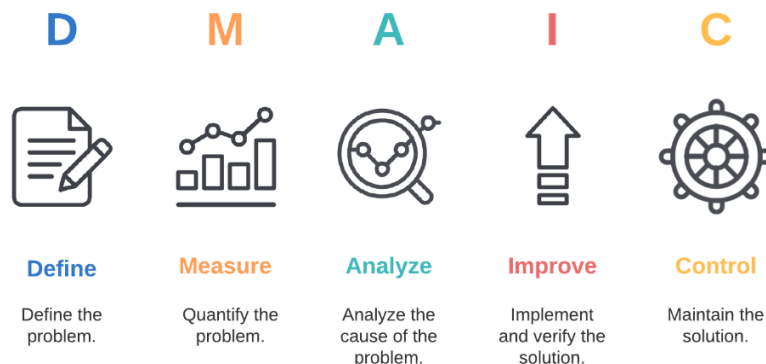 D M A I C
Define Measure Analyze Improve Control
Define the
problem.
Quantify the
problem.
Analyze the
cause of the
problem.
Implement
and verify the
solution.
Maintain the
solution.